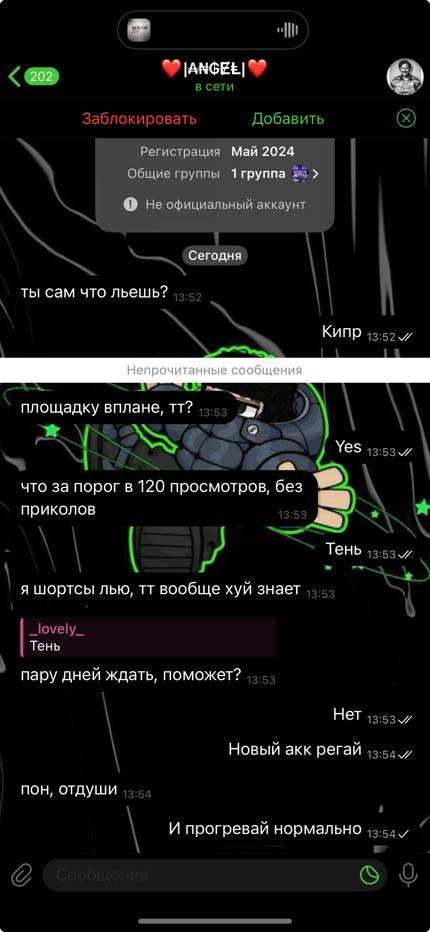 202
❤️|₳₦₲ɆⱠ|❤️
в сети
Заблокировать
Добавить
Регистрация Май 2024
Общие группы 1 группа
Не официальный аккаунт
Сегодня
ты сам что льешь? 13:52
Кипр 13:52
Непрочитанные сообщения
площадку вплане, тт? 13:53
Yes 13:53
что за порог в 120 просмотров, без
приколов 13:53
Тень 13:53
я шортсы лью, тт вообще хуй знает 13:53
_lovely_
Тень
пару дней ждать, поможет? 13:53
Нет 13:53
Новый акк регай 13:54
пон, отдуши 13:54
И прогревай нормально 13:54
Сообщение